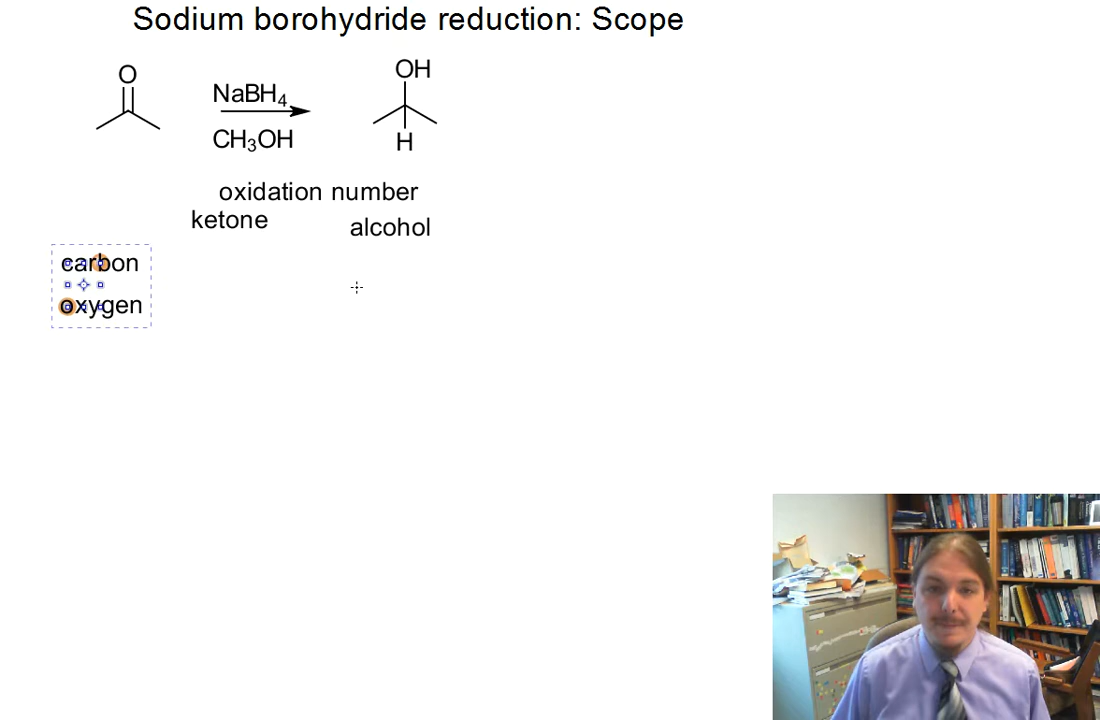 Sodium borohydride reduction: Scope
O
OH
NaBH4
CH3OH
H
oxidation number
ketone
alcohol
carbon
oxygen